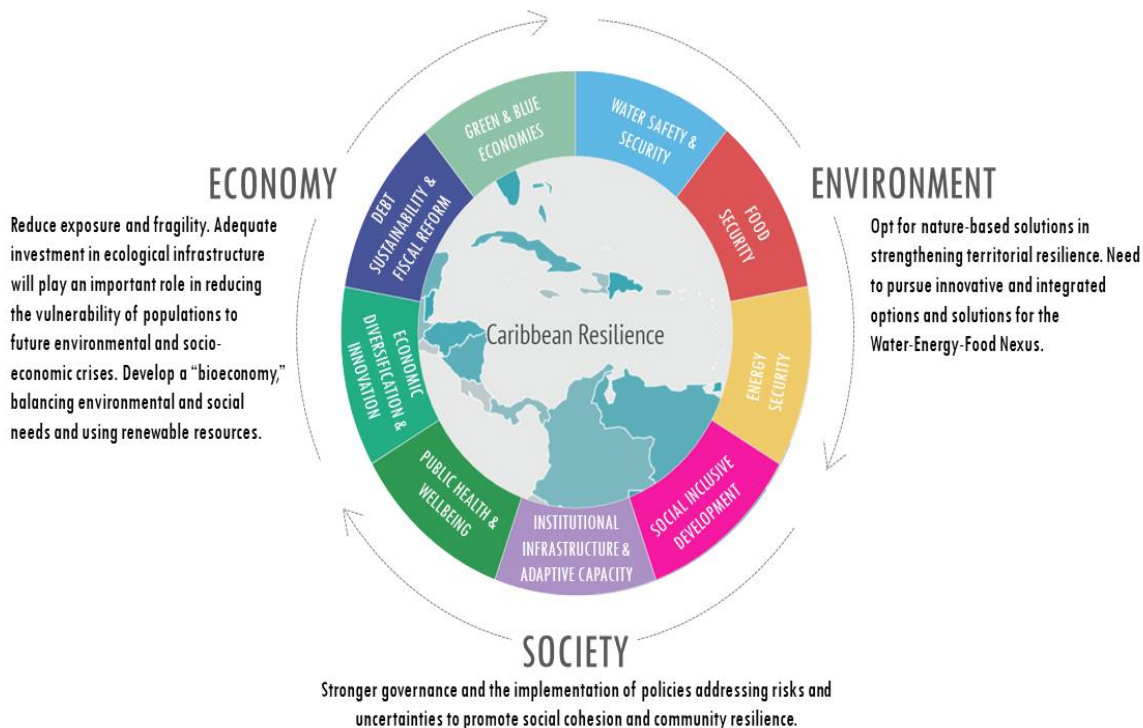 GREEN & BLUE
ECONOMIES
WATER SAFETY &
SECURITY
FOOD
SECURITY
ENERGY
SECURITY
SOCIAL INCLUSIVE
DEVELOPMENT
INSTITUTIONAL
INFRASTRUCTURE &
ADAPTIVE CAPACITY
PUBLIC HEALTH &
WELLBEING
ECONOMIC
DIVERSIFICATION &
INNOVATION
DEBT
SUSTAINABILITY &
FISCAL REFORM
Caribbean Resilience
ECONOMY
Reduce exposure and fragility. Adequate
investment in ecological infrastructure
will play an important role in reducing
the vulnerability of populations to
future environmental and socio-
economic crises. Develop a “bioeconomy,”
balancing environmental and social
needs and using renewable resources.
ENVIRONMENT
Opt for nature-based solutions in
strengthening territorial resilience. Need
to pursue innovative and integrated
options and solutions for the
Water-Energy-Food Nexus.
SOCIETY
Stronger governance and the implementation of policies addressing risks and
uncertainties to promote social cohesion and community resilience.